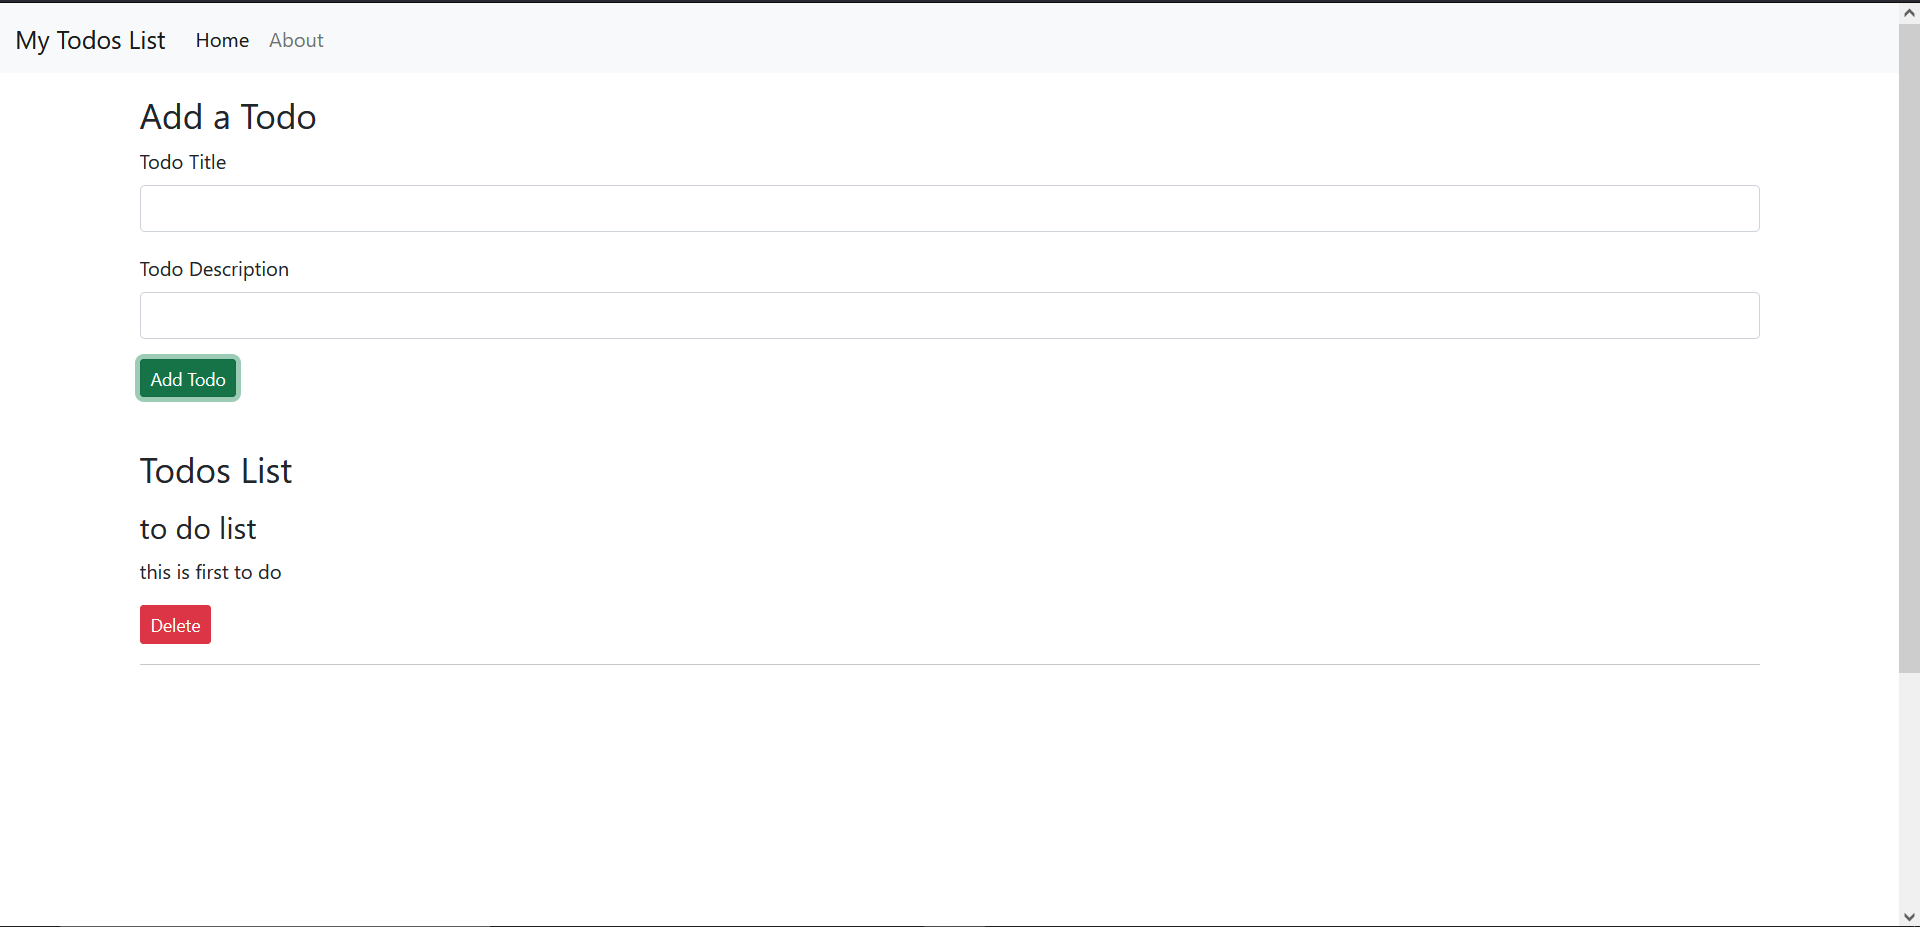 My Todos List Home About
Add a Todo
Todo Title
Todo Description
Add Todo
Todos List
to do list
this is first to do
Delete